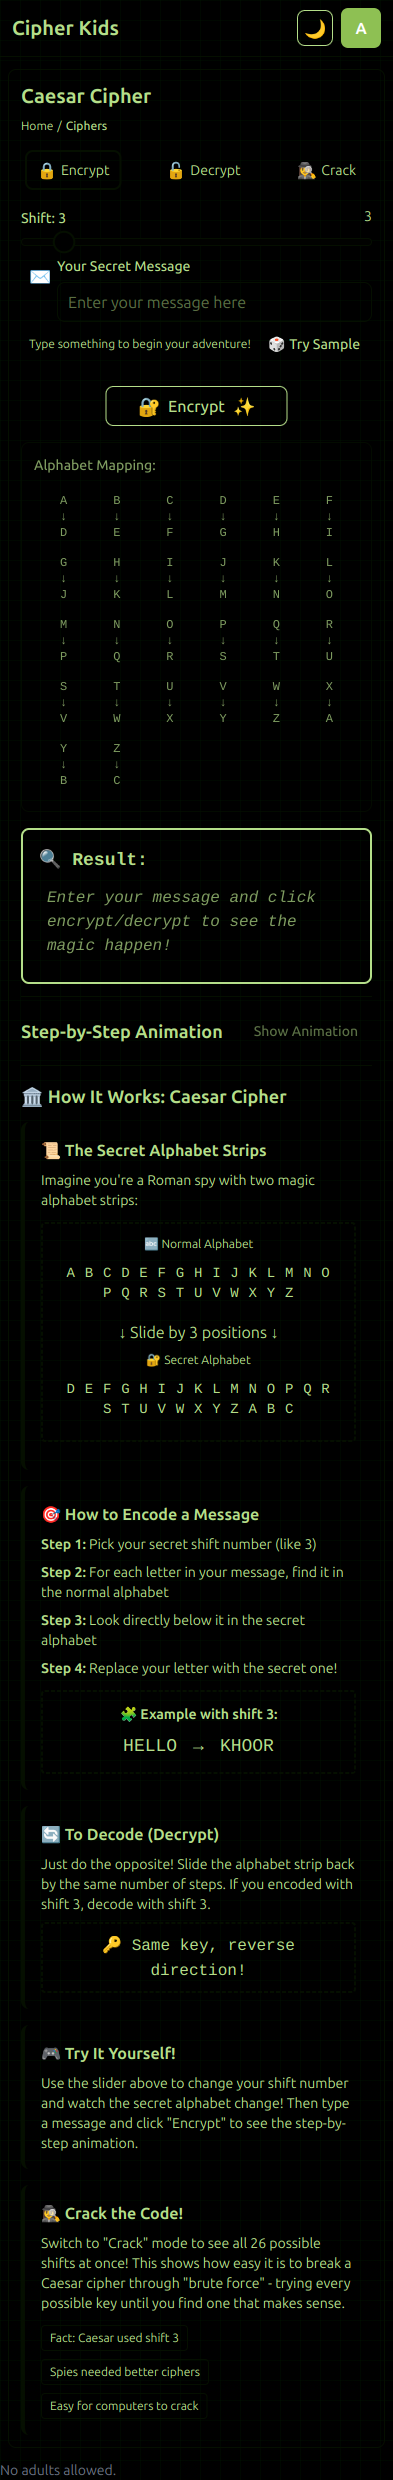 Cipher Kids
A
Caesar Cipher
Home / Ciphers
🔒 Encrypt 🔓 Decrypt 🕵️ Crack
Shift: 3 3
Your Secret Message
Enter your message here
Type something to begin your adventure! 🎲 Try Sample
🔐 Encrypt ✨
Alphabet Mapping:
A B C D E F
↓ ↓ ↓ ↓ ↓ ↓
D E F G H I
G H I J K L
↓ ↓ ↓ ↓ ↓ ↓
J K L M N O
M N O P Q R
↓ ↓ ↓ ↓ ↓ ↓
P Q R S T U
S T U V W X
↓ ↓ ↓ ↓ ↓ ↓
V W X Y Z A
Y Z
↓ ↓
B C
🔍 Result:
Enter your message and click
encrypt/decrypt to see the
magic happen!
Step-by-Step Animation Show Animation
🏛️ How It Works: Caesar Cipher
📜 The Secret Alphabet Strips
Imagine you're a Roman spy with two magic
alphabet strips:
🔤 Normal Alphabet
A B C D E F G H I J K L M N O
P Q R S T U V W X Y Z
↓ Slide by 3 positions ↓
🔐 Secret Alphabet
D E F G H I J K L M N O P Q R
S T U V W X Y Z A B C
🎯 How to Encode a Message
Step 1: Pick your secret shift number (like 3)
Step 2: For each letter in your message, find it in
the normal alphabet
Step 3: Look directly below it in the secret
alphabet
Step 4: Replace your letter with the secret one!
🧩 Example with shift 3:
HELLO → KHOOR
🔄 To Decode (Decrypt)
Just do the opposite! Slide the alphabet strip back
by the same number of steps. If you encoded with
shift 3, decode with shift 3.
🔑 Same key, reverse
direction!
🎮 Try It Yourself!
Use the slider above to change your shift number
and watch the secret alphabet change! Then type
a message and click "Encrypt" to see the step-by-
step animation.
🕵️ Crack the Code!
Switch to "Crack" mode to see all 26 possible
shifts at once! This shows how easy it is to break a
Caesar cipher through "brute force" - trying every
possible key until you find one that makes sense.
Fact: Caesar used shift 3
Spies needed better ciphers
Easy for computers to crack
No adults allowed.